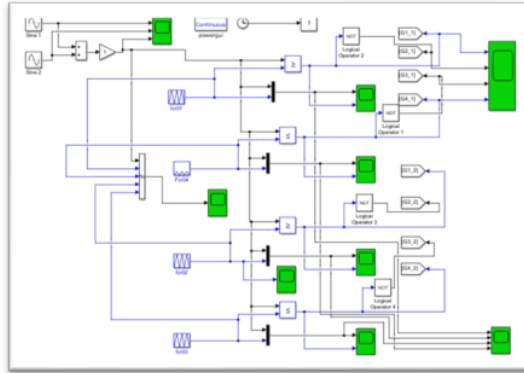 Sine 1
Continuous
powergui
t
Sine 2
1
NOT
Logical
Operator 2
[G1_1]
[G2_1]
[G3_1]
[G4_1]
≥
NOT
Logical
Operator 1
≤
[G1_2]
NOT
Logical
Operator 3
[G2_2]
≥
[G3_2]
[G4_2]
NOT
Logical
Operator 4
≤